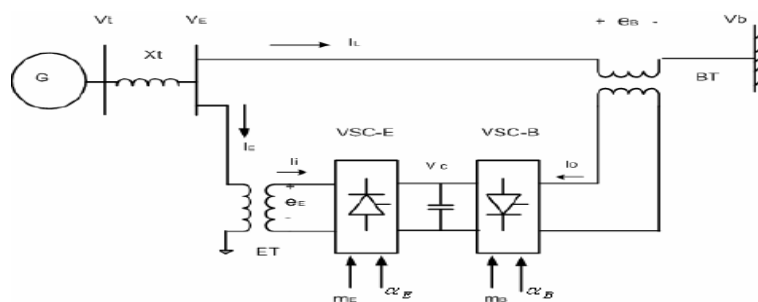 Vt
VE
+ eB -
Vb
Xt
IL
G
BT
IE
VSC-E
VSC-B
Ii
Vc
ID
+
eE
-
ET
mE
αE
mB
αB